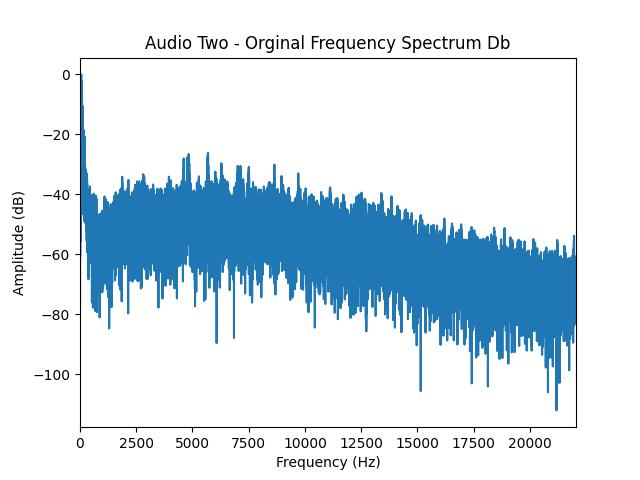 Audio Two - Orginal Frequency Spectrum Db
0
−20
−40
−60
−80
−100
Amplitude (dB)
0 2500 5000 7500 10000 12500 15000 17500 20000
Frequency (Hz)